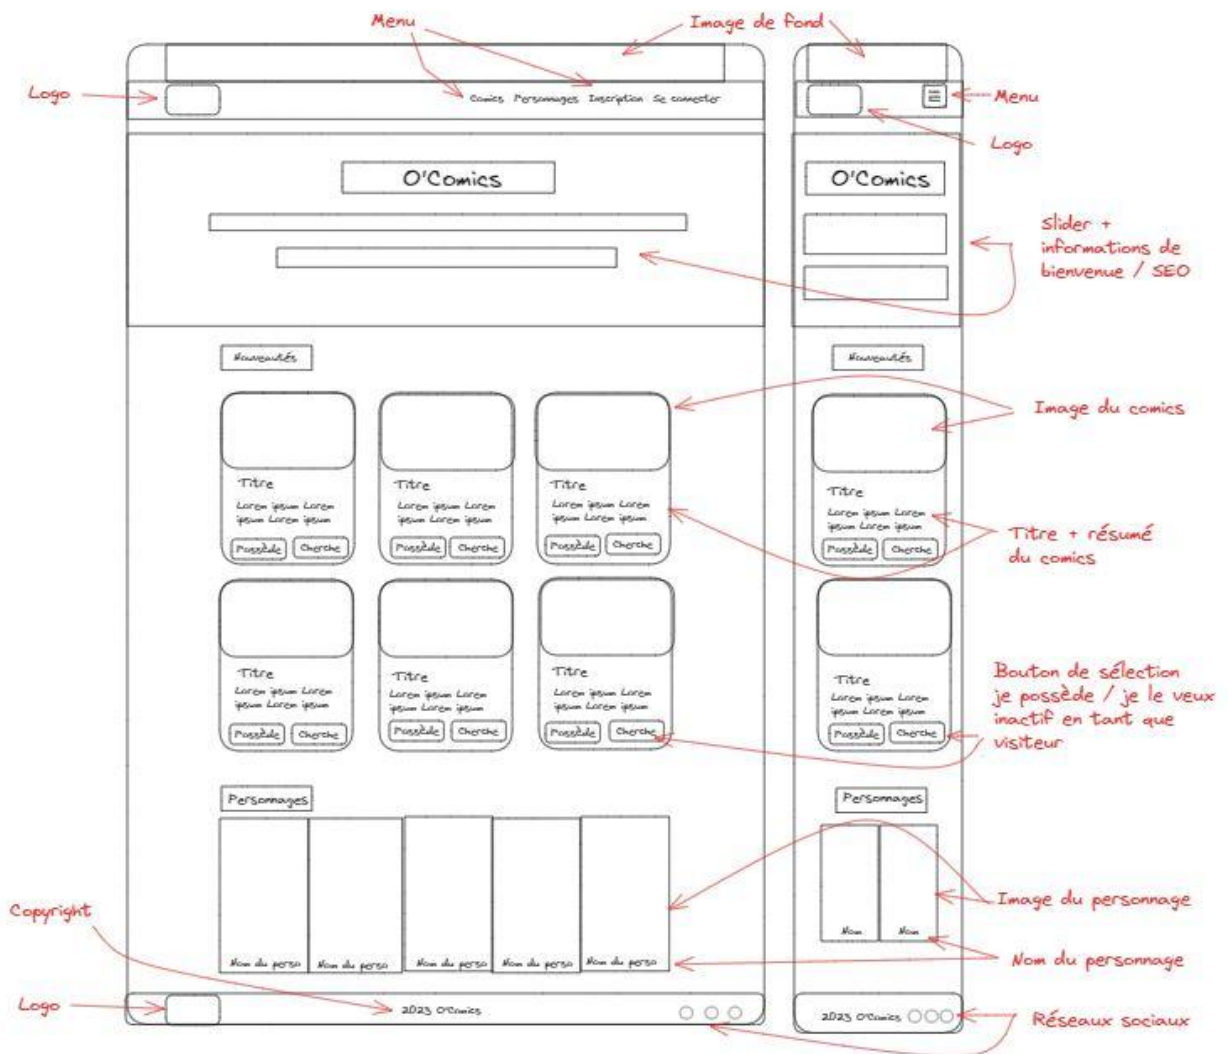 Menu
Image de fond
Logo
Comics Personnages Inscription Se connecter
Menu
Logo
O'Comics
O'Comics
Slider +
informations de
bienvenue / SEO
Nouveautés
Nouveautés
Image du comics
Titre
Lorem ipsum Lorem
ipsum Lorem ipsum
Possède Cherche
Titre
Lorem ipsum Lorem
ipsum Lorem ipsum
Possède Cherche
Titre
Lorem ipsum Lorem
ipsum Lorem ipsum
Possède Cherche
Titre
Lorem ipsum Lorem
ipsum Lorem ipsum
Possède Cherche
Titre + résumé
du comics
Titre
Lorem ipsum Lorem
ipsum Lorem ipsum
Possède Cherche
Titre
Lorem ipsum Lorem
ipsum Lorem ipsum
Possède Cherche
Titre
Lorem ipsum Lorem
ipsum Lorem ipsum
Possède Cherche
Titre
Lorem ipsum Lorem
ipsum Lorem ipsum
Possède Cherche
Bouton de sélection
je possède / je le veux
inactif en tant que
visiteur
Personnages
Personnages
Image du personnage
Copyright
Nom du perso Nom du perso Nom du perso Nom du perso Nom du perso
Nom Nom
Nom du personnage
Logo
2023 O'Comics
2023 O'Comics
Réseaux sociaux